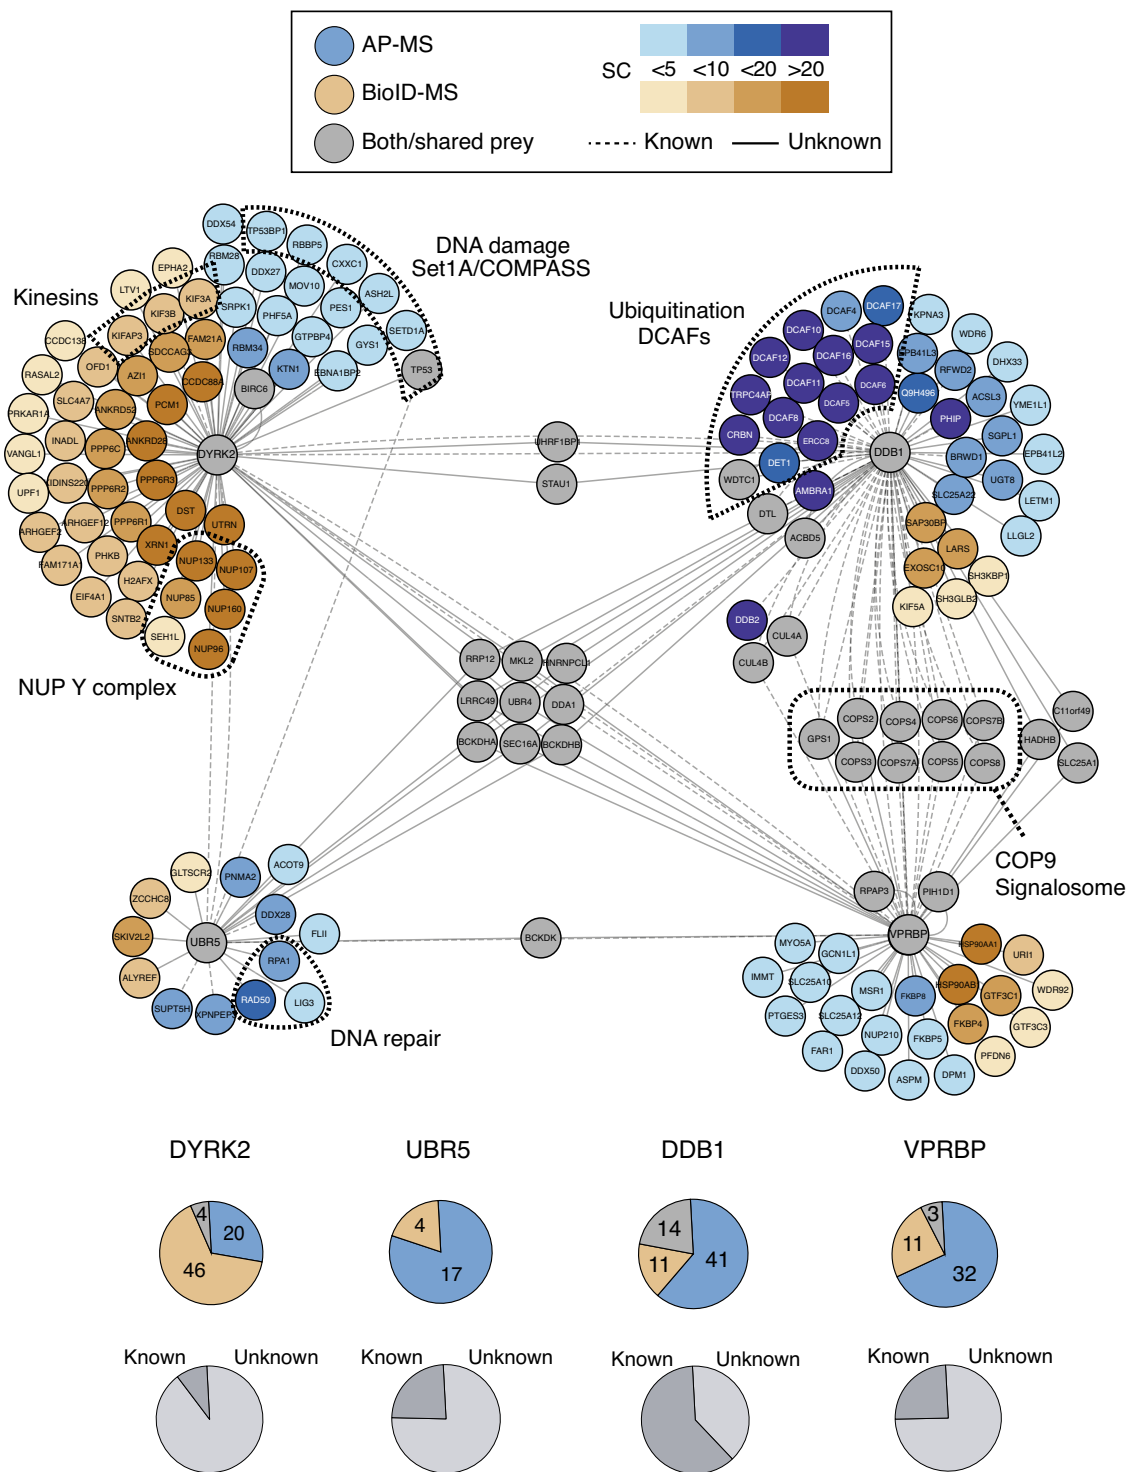 AP-MS
BioID-MS
Both/shared prey
SC <5 <10 <20 >20
Known Unknown
DNA damage
Set1A/COMPASS
Kinesins
Ubiquitination
DCAFs
NUP Y complex
COP9
Signalosome
DNA repair
DDX54
TP53BP1
RBBP5
CXXC1
ASH2L
SETD1A
TP53
RBM28
DDX27
MOV10
PES1
GYS1
EBNA1BP2
SRPK1
PHF5A
GTPBP4
RBM34
KTN1
BIRC6
EPHA2
LTV1
KIF3A
KIF3B
KIFAP3
CCDC138
RASAL2
PRKAR1A
VANGL1
UPF1
ARHGEF2
FAM171A1
EIF4A1
SNTB2
OFD1
SLC4A7
INADL
KIDINS220
ARHGEF12
PHKB
H2AFX
SDCCAG3
FAM21A
AZI1
CCDC88A
ANKRD52
PCM1
PPP6C
ANKRD28
PPP6R2
PPP6R3
PPP6R1
DST
XRN1
UTRN
NUP133
NUP107
NUP85
NUP160
SEH1L
NUP96
DYRK2
UHRF1BP1
STAU1
DCAF4
DCAF17
DCAF10
DCAF15
DCAF12
DCAF16
DCAF11
DCAF6
TRPC4AP
DCAF5
DCAF8
CRBN
ERCC8
DET1
WDTC1
AMBRA1
DTL
ACBD5
DDB1
KPNA3
WDR6
DHX33
YME1L1
EPB41L2
LETM1
LLGL2
EPB41L3
RFWD2
ACSL3
SGPL1
UGT8
Q9H496
PHIP
BRWD1
SLC25A22
SAP30BP
LARS
EXOSC10
SH3KBP1
SH3GLB2
KIF5A
DDB2
CUL4A
CUL4B
RRP12
MKL2
HNRNPCL1
LRRC49
UBR4
DDA1
BCKDHA
SEC16A
BCKDHB
GPS1
COPS2
COPS4
COPS6
COPS7B
COPS3
COPS7A
COPS5
COPS8
C11orf49
HADHB
SLC25A1
GLTSCR2
PNMA2
ACOT9
ZCCHC8
DDX28
SKIV2L2
FLII
UBR5
RPA1
ALYREF
RAD50
LIG3
SUPT5H
XPNPEP3
BCKDK
RPAP3
PIH1D1
VPRBP
MYO5A
GCN1L1
IMMT
SLC25A10
MSR1
FKBP8
PTGES3
SLC25A12
NUP210
FKBP5
FAR1
DDX50
ASPM
DPM1
HSP90AA1
URI1
HSP90AB1
GTF3C1
WDR92
FKBP4
GTF3C3
PFDN6
DYRK2 UBR5 DDB1 VPRBP
4 20 46
4 17
14 41 11
3 11 32
Known Unknown Known Unknown Known Unknown Known Unknown